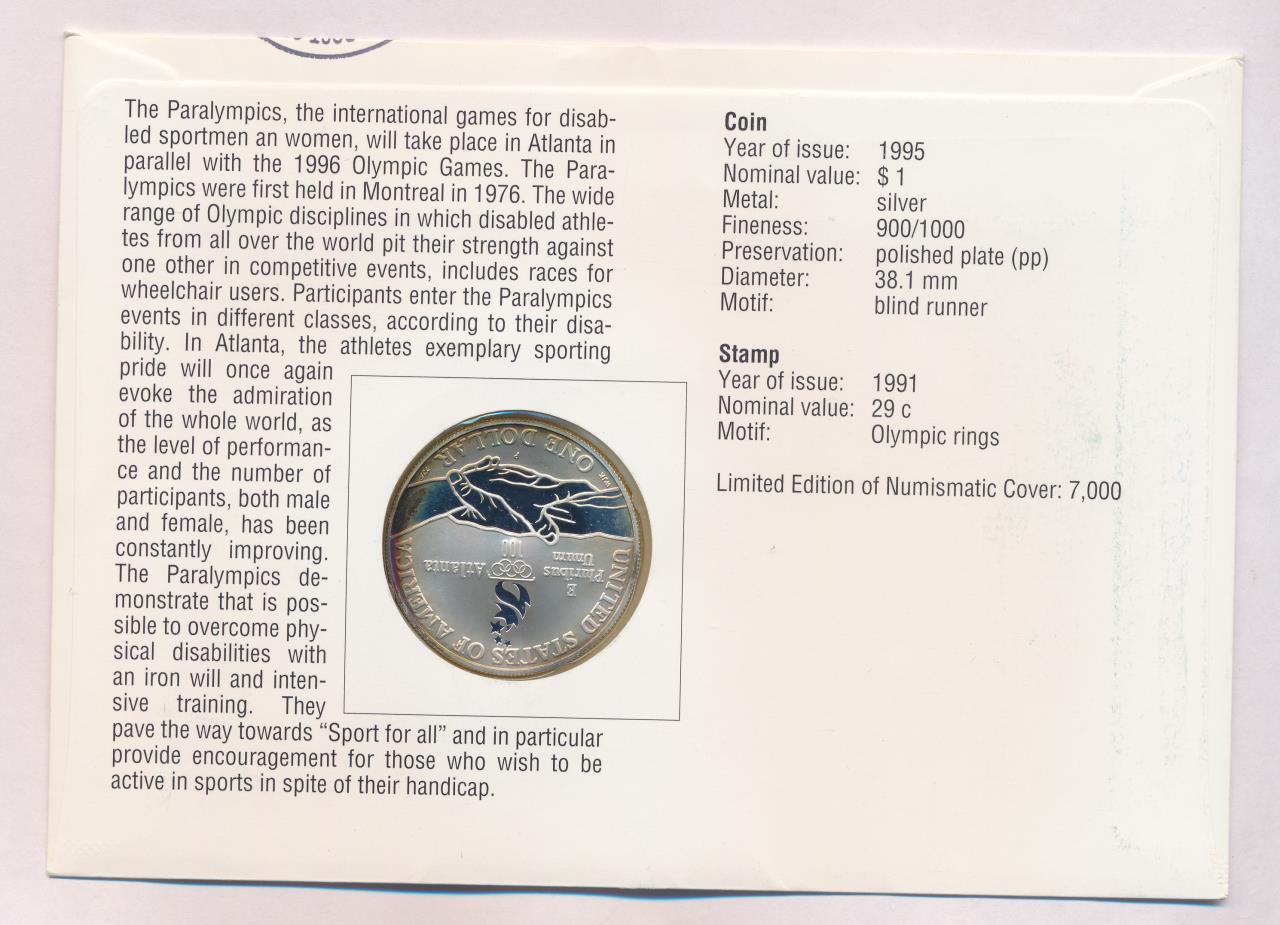 The Paralympics, the international games for disab-
led sportmen an women, will take place in Atlanta in
parallel with the 1996 Olympic Games. The Para-
lympics were first held in Montreal in 1976. The wide
range of Olympic disciplines in which disabled athle-
tes from all over the world pit their strength against
one other in competitive events, includes races for
wheelchair users. Participants enter the Paralympics
events in different classes, according to their disa-
bility. In Atlanta, the athletes exemplary sporting
pride will once again
evoke the admiration
of the whole world, as
the level of performan-
ce and the number of
participants, both male
and female, has been
constantly improving.
The Paralympics de-
monstrate that is pos-
sible to overcome phy-
sical disabilities with
an iron will and inten-
sive training. They
pave the way towards “Sport for all” and in particular
provide encouragement for those who wish to be
active in sports in spite of their handicap.
UNITED STATES OF AMERICA
Atlanta
100
E
Pluribus
Unum
P
ONE DOLLAR
Coin
Year of issue: 1995
Nominal value: $ 1
Metal: silver
Fineness: 900/1000
Preservation: polished plate (pp)
Diameter: 38.1 mm
Motif: blind runner
Stamp
Year of issue: 1991
Nominal value: 29 c
Motif: Olympic rings
Limited Edition of Numismatic Cover: 7,000